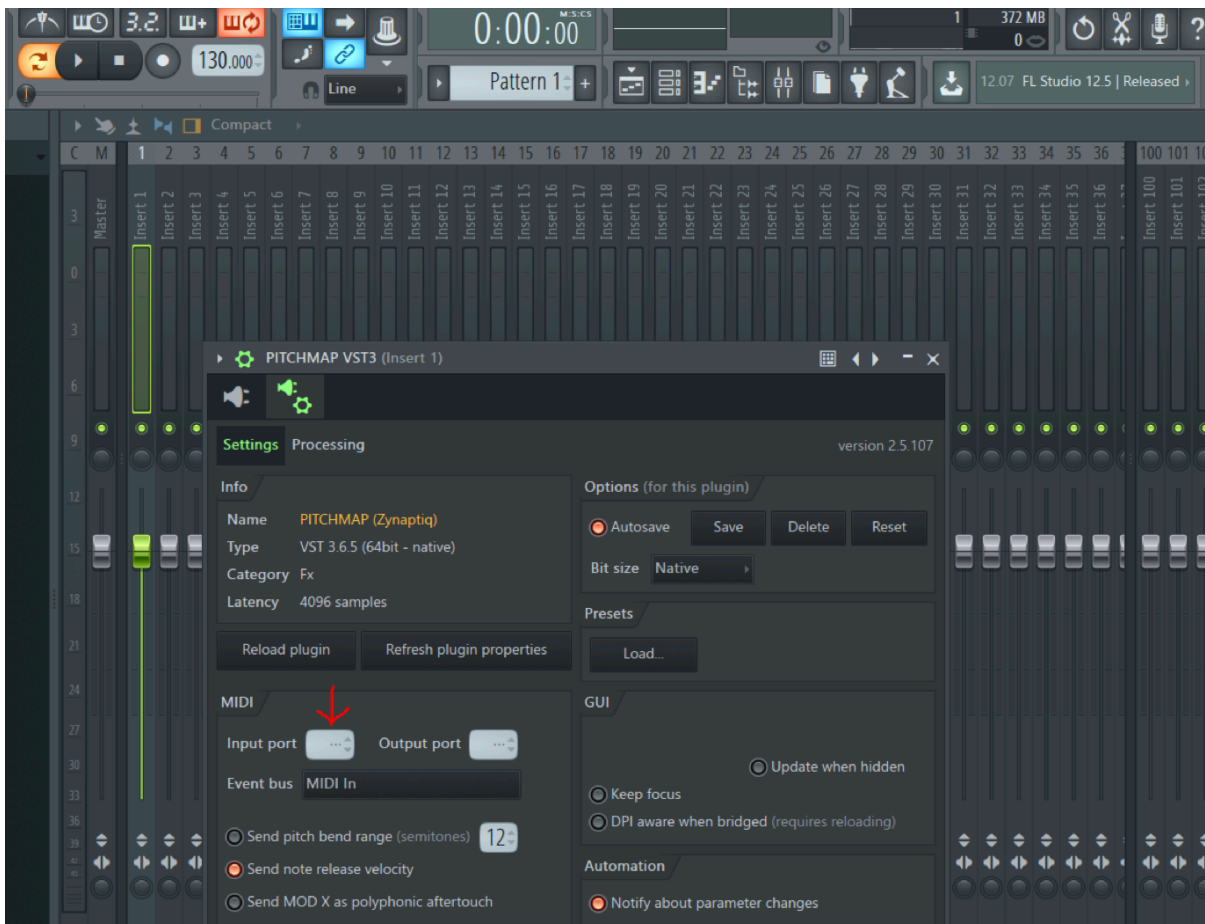 3.2.
130.000
Line
0:00:00
M:S:CS
Pattern 1
1
372 MB
0
12.07 FL Studio 12.5 | Released
Compact
C M 1 2 3 4 5 6 7 8 9 10 11 12 13 14 15 16 17 18 19 20 21 22 23 24 25 26 27 28 29 30 31 32 33 34 35 36 100 101
Master
Insert 1
Insert 2
Insert 3
Insert 4
Insert 5
Insert 6
Insert 7
Insert 8
Insert 9
Insert 10
Insert 11
Insert 12
Insert 13
Insert 14
Insert 15
Insert 16
Insert 17
Insert 18
Insert 19
Insert 20
Insert 21
Insert 22
Insert 23
Insert 24
Insert 25
Insert 26
Insert 27
Insert 28
Insert 29
Insert 30
Insert 31
Insert 32
Insert 33
Insert 34
Insert 35
Insert 36
Insert 100
Insert 101
3
0
3
6
9
12
15
18
21
24
27
30
33
36
39
PITCHMAP VST3 (Insert 1)
Settings Processing
version 2.5.107
Info
Name PITCHMAP (Zynaptiq)
Type VST 3.6.5 (64bit - native)
Category Fx
Latency 4096 samples
Reload plugin
Refresh plugin properties
MIDI
Input port ---
Output port ---
Event bus MIDI In
Send pitch bend range (semitones) 12
Send note release velocity
Send MOD X as polyphonic aftertouch
Options (for this plugin)
Autosave Save Delete Reset
Bit size Native
Presets
Load...
GUI
Update when hidden
Keep focus
DPI aware when bridged (requires reloading)
Automation
Notify about parameter changes